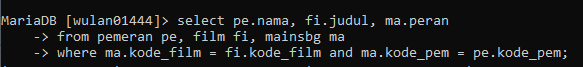 MariaDB [wulan01444]> select pe.nama, fi.judul, ma.peran
-> from pemeran pe, film fi, mainsbg ma
-> where ma.kode_film = fi.kode_film and ma.kode_pem = pe.kode_pem;